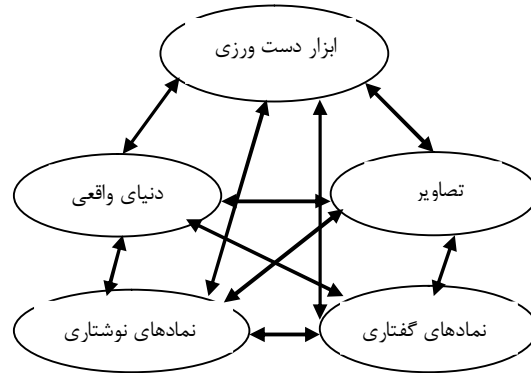 ابزار دست ورزی
تصاویر
دنیای واقعی
نمادهای گفتاری
نمادهای نوشتاری